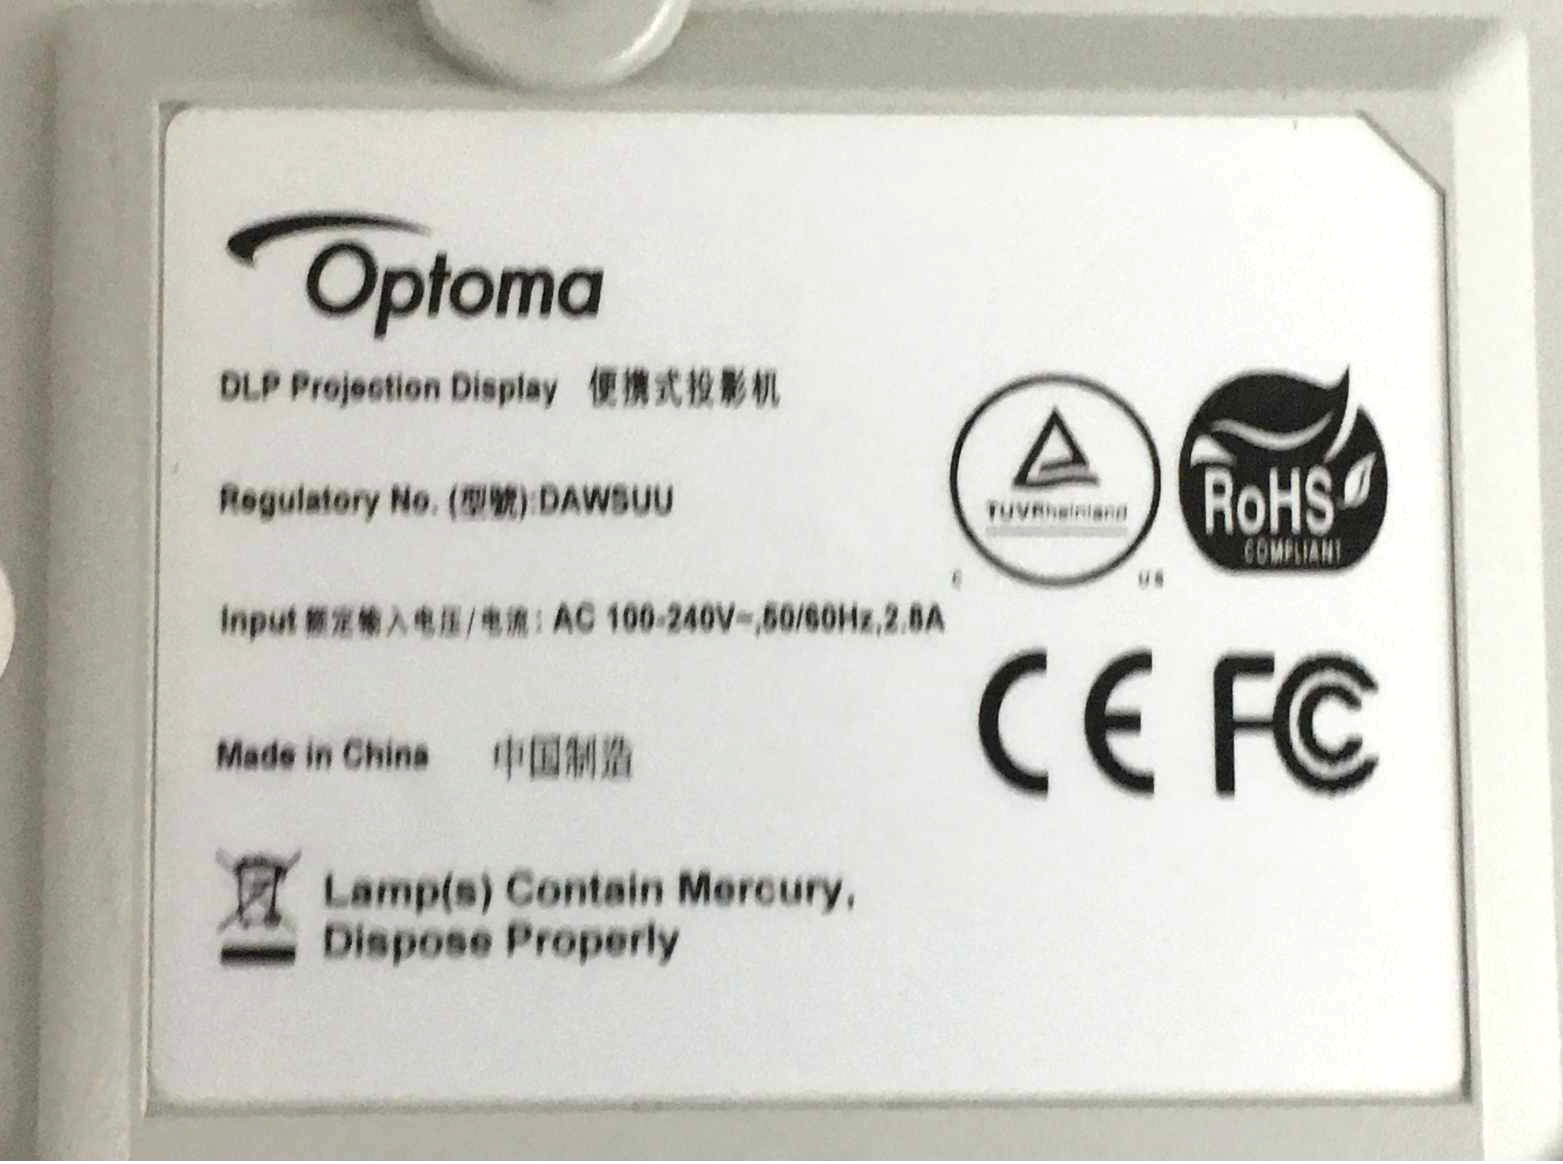 Optoma
DLP Projection Display 便携式投影机
Regulatory No. (型號):DAWSUU
Input 额定输入电压/电流: AC 100-240V~,50/60Hz,2.8A
Made in China 中国制造
Lamp(s) Contain Mercury,
Dispose Properly
TUVRheinland
C US
RoHS
COMPLIANT
CE FC